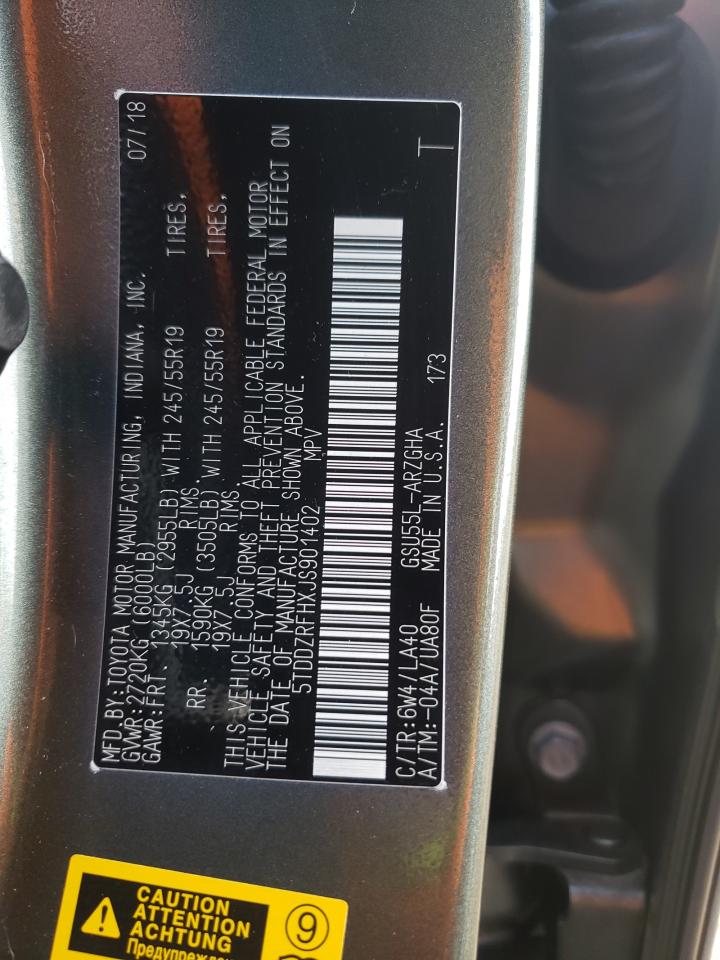 MFD.BY:TOYOTA MOTOR MANUFACTURING, INDIANA, INC. 07/18
GVWR:2720KG (6000LB)
GAWR:FRT. 1345KG (2955LB) WITH 245/55R19 TIRES,
19X7.5J RIMS.
RR. 1590KG (3505LB) WITH 245/55R19 TIRES,
19X7.5J RIMS
THIS VEHICLE CONFORMS TO ALL APPLICABLE FEDERAL MOTOR
VEHICLE SAFETY AND THEFT PREVENTION STANDARDS IN EFFECT ON
THE DATE OF MANUFACTURE SHOWN ABOVE.
5TDDZRFHXJS901402 MPV
C/TR:6W4/LA40 GSU55L-ARZGHA
A/TM:-04A/UA80F MADE IN U.S.A. 173 T
CAUTION
ATTENTION
ACHTUNG
9